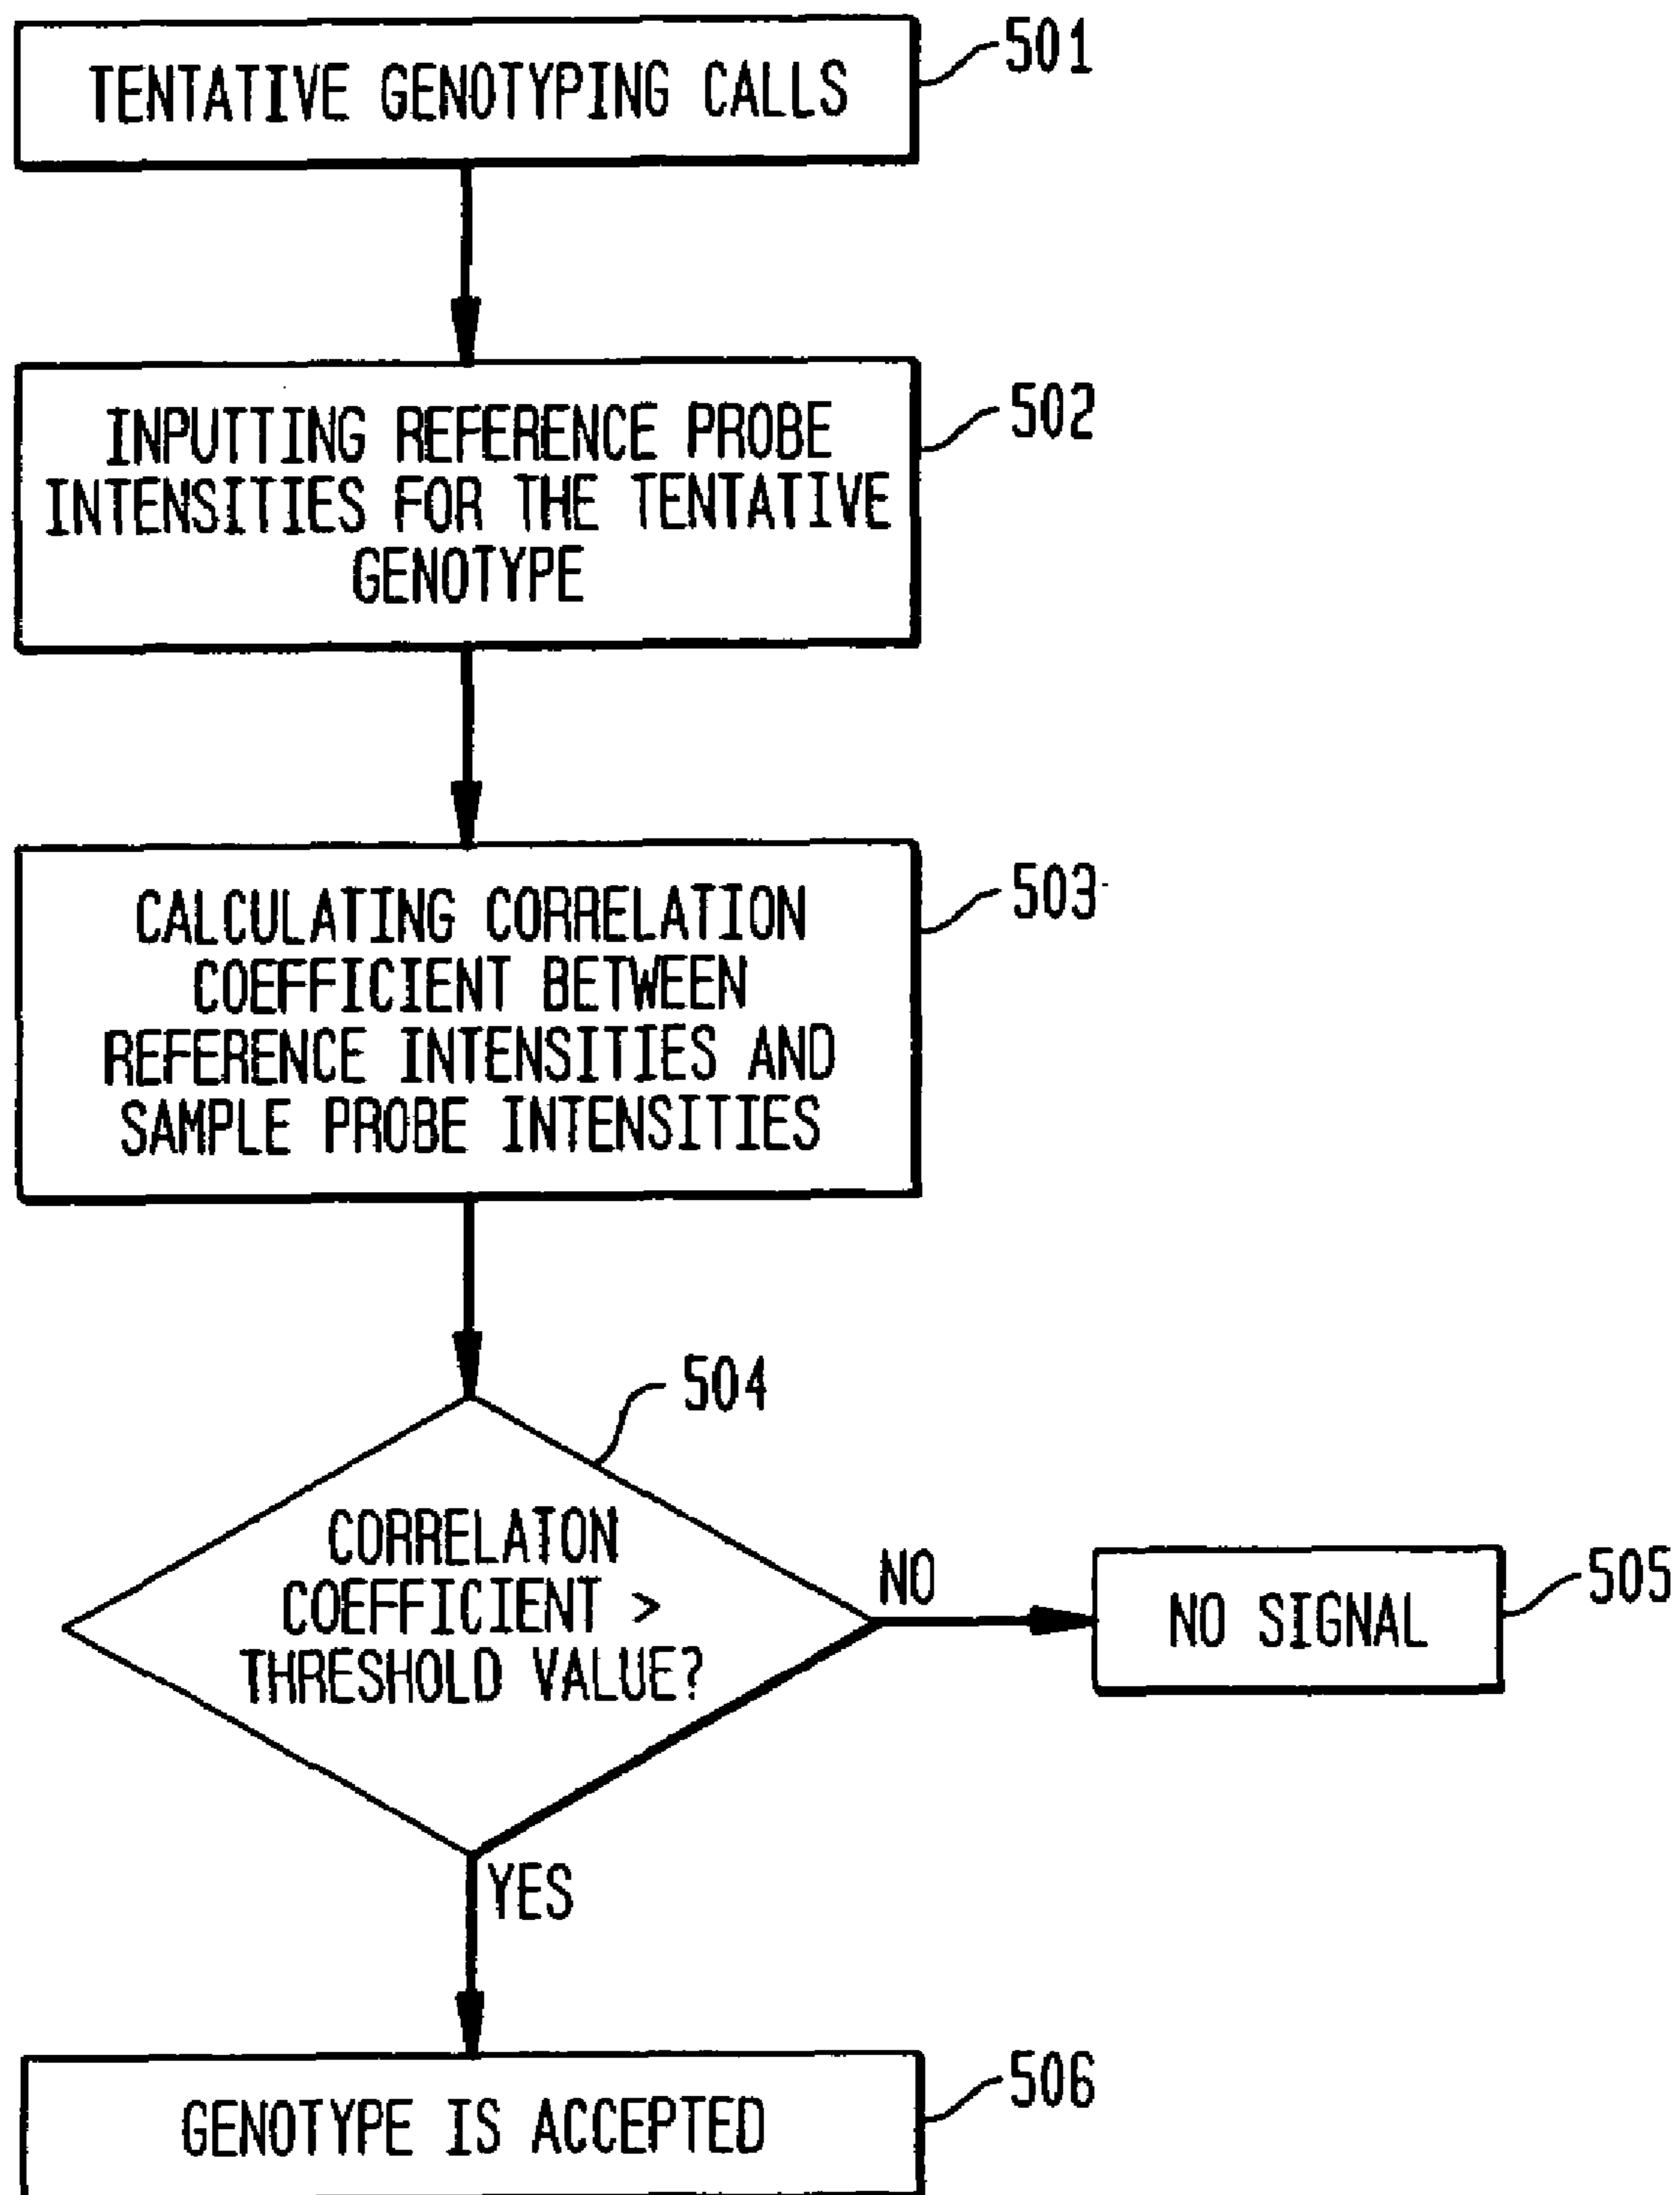 TENTATIVE GENOTYPING CALLS
501
INPUTTING REFERENCE PROBE
INTENSITIES FOR THE TENTATIVE
GENOTYPE
502
CALCULATING CORRELATION
COEFFICIENT BETWEEN
REFERENCE INTENSITIES AND
SAMPLE PROBE INTENSITIES
503
504
CORRELATON
COEFFICIENT >
THRESHOLD VALUE?
NO
NO SIGNAL
505
YES
GENOTYPE IS ACCEPTED
506